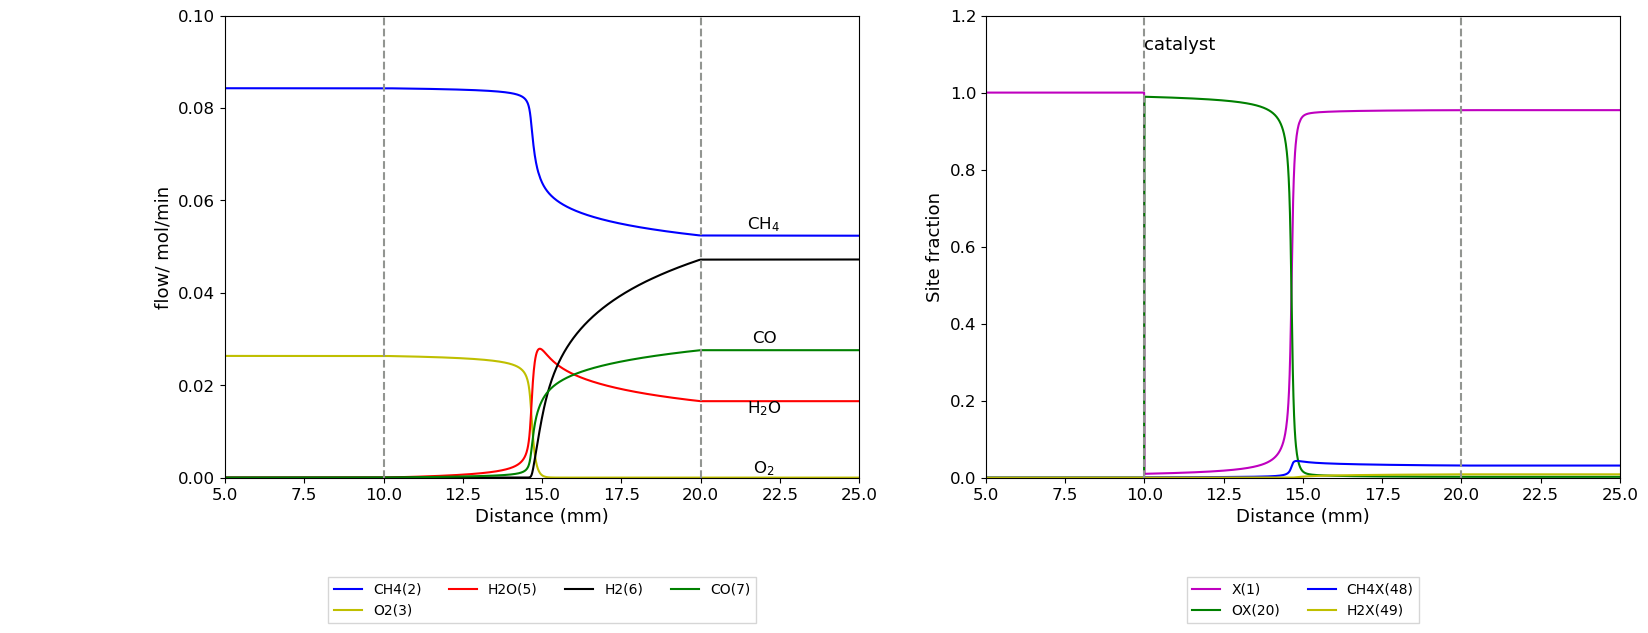 0.10
0.08
0.06
0.04
0.02
0.00
flow/ mol/min
CH₄
CO
H₂O
O₂
5.0 7.5 10.0 12.5 15.0 17.5 20.0 22.5 25.0
Distance (mm)
CH4(2) H2O(5) H2(6) CO(7)
O2(3)
1.2
1.0
0.8
0.6
0.4
0.2
0.0
Site fraction
catalyst
5.0 7.5 10.0 12.5 15.0 17.5 20.0 22.5 25.0
Distance (mm)
X(1) CH4X(48)
OX(20) H2X(49)